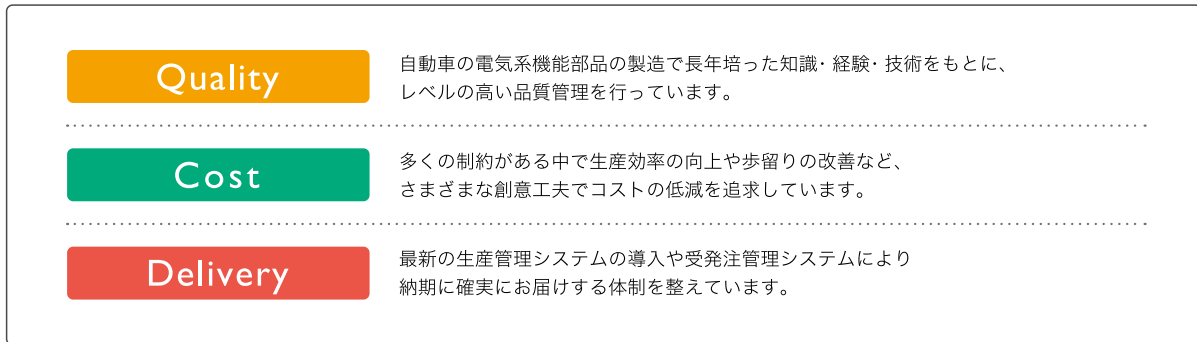 Quality
自動車の電気系機能部品の製造で長年培った知識・経験・技術をもとに、
レベルの高い品質管理を行っています。
Cost
多くの制約がある中で生産効率の向上や歩留りの改善など、
さまざまな創意工夫でコストの低減を追求しています。
Delivery
最新の生産管理システムの導入や受発注管理システムにより
納期に確実にお届けする体制を整えています。